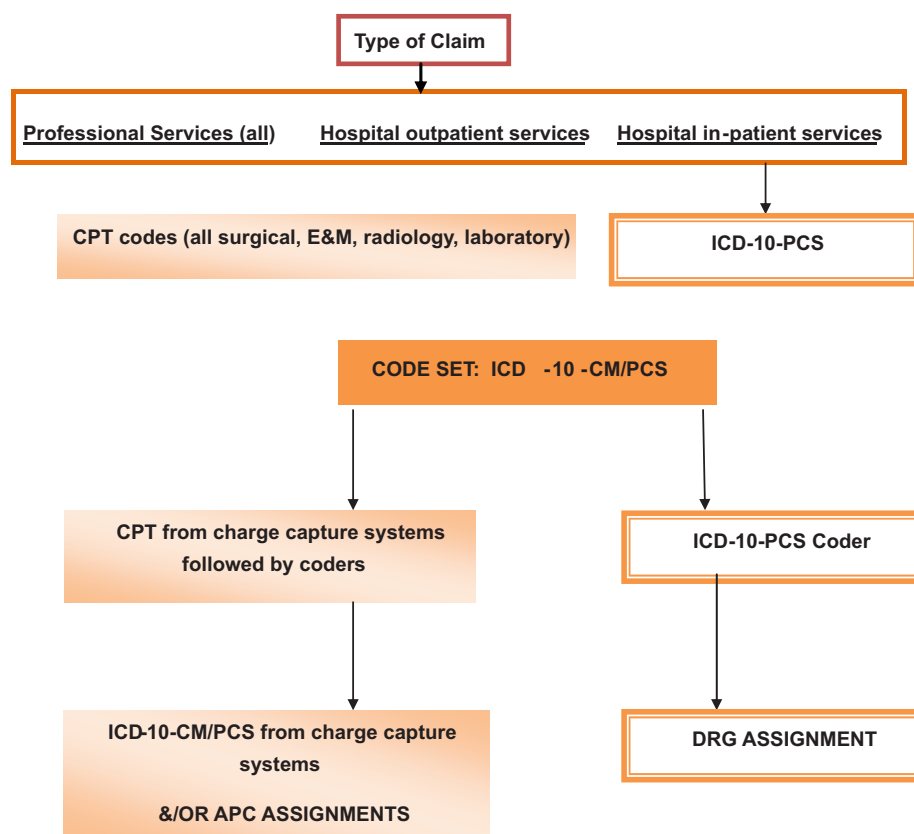 Type of Claim
Professional Services (all) Hospital outpatient services Hospital in-patient services
CPT codes (all surgical, E&M, radiology, laboratory)
ICD-10-PCS
CODE SET: ICD -10 -CM/PCS
CPT from charge capture systems
followed by coders
ICD-10-PCS Coder
ICD-10-CM/PCS from charge capture
systems
&/OR APC ASSIGNMENTS
DRG ASSIGNMENT